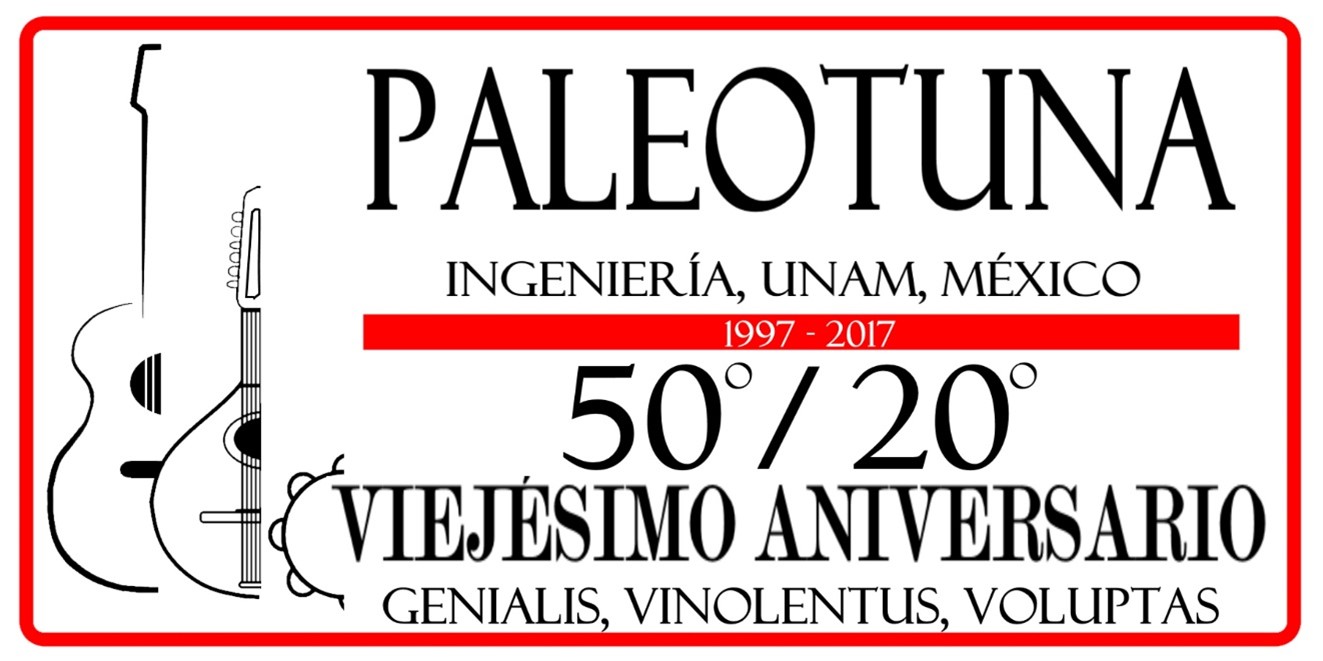 PALEOTUNA
INGENIERÍA, UNAM, MÉXICO
1997 - 2017
50°/ 20°
VIEJÉSIMO ANIVERSARIO
GENIALIS, VINOLENTUS, VOLUPTAS